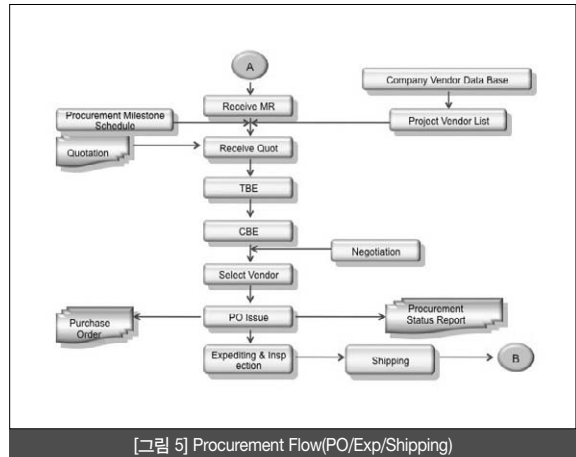 A
Company Vendor Data Base
Receive MR
Procurement Milestone
Schedule
Project Vendor List
Quotation
Receive Quot
TBE
CBE
Negotiation
Select Vendor
Purchase
Order
PO Issue
Procurement
Status Report
Expediting & Insp
ection
Shipping
B
[그림 5] Procurement Flow(PO/Exp/Shipping)